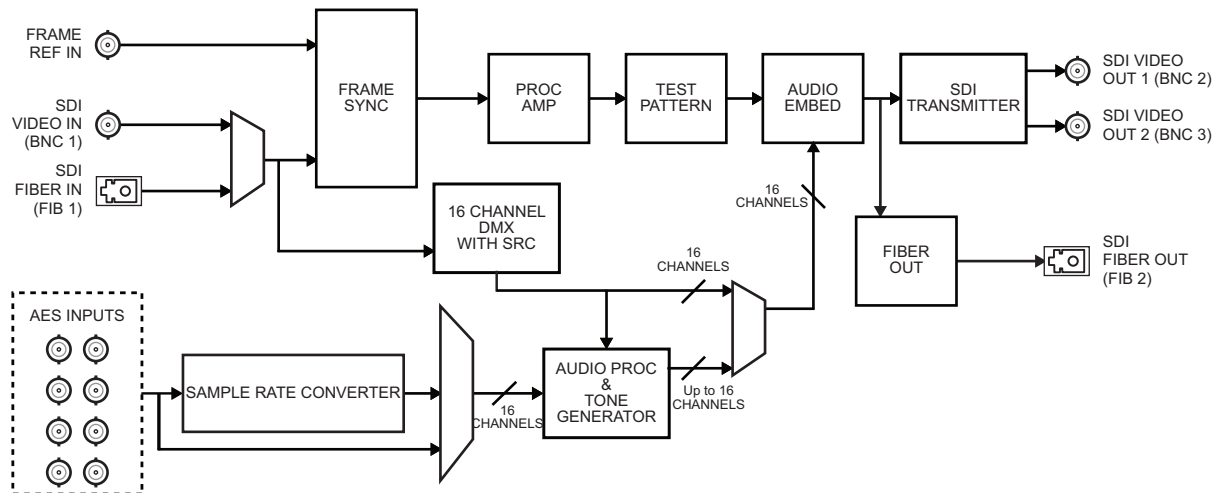 FRAME
REF IN
SDI
VIDEO IN
(BNC 1)
SDI
FIBER IN
(FIB 1)
FRAME
SYNC
PROC
AMP
TEST
PATTERN
AUDIO
EMBED
SDI
TRANSMITTER
SDI VIDEO
OUT 1 (BNC 2)
SDI VIDEO
OUT 2 (BNC 3)
16 CHANNEL
DMX
WITH SRC
16
CHANNELS
16
CHANNELS
FIBER
OUT
SDI
FIBER OUT
(FIB 2)
AES INPUTS
SAMPLE RATE CONVERTER
16
CHANNELS
AUDIO PROC
&
TONE
GENERATOR
Up to 16
CHANNELS